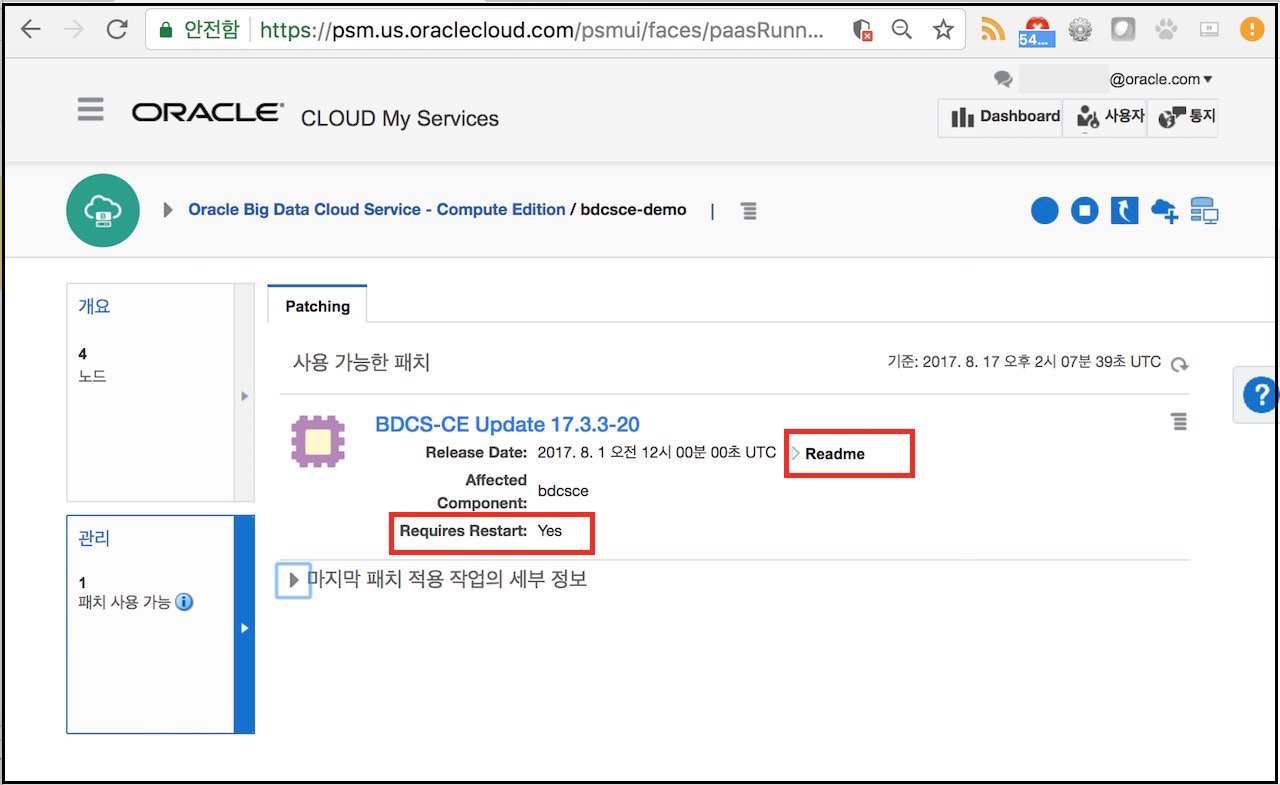 안전함 https://psm.us.oraclecloud.com/psmui/faces/paasRunn...
54...
@oracle.com
ORACLE CLOUD My Services
Dashboard 사용자 통지
Oracle Big Data Cloud Service - Compute Edition / bdcsce-demo |
개요
4
노드
관리
1
패치 사용 가능
Patching
사용 가능한 패치
기준: 2017. 8. 17 오후 2시 07분 39초 UTC
BDCS-CE Update 17.3.3-20
Release Date: 2017. 8. 1 오전 12시 00분 00초 UTC Readme
Affected
Component: bdcsce
Requires Restart: Yes
마지막 패치 적용 작업의 세부 정보
?